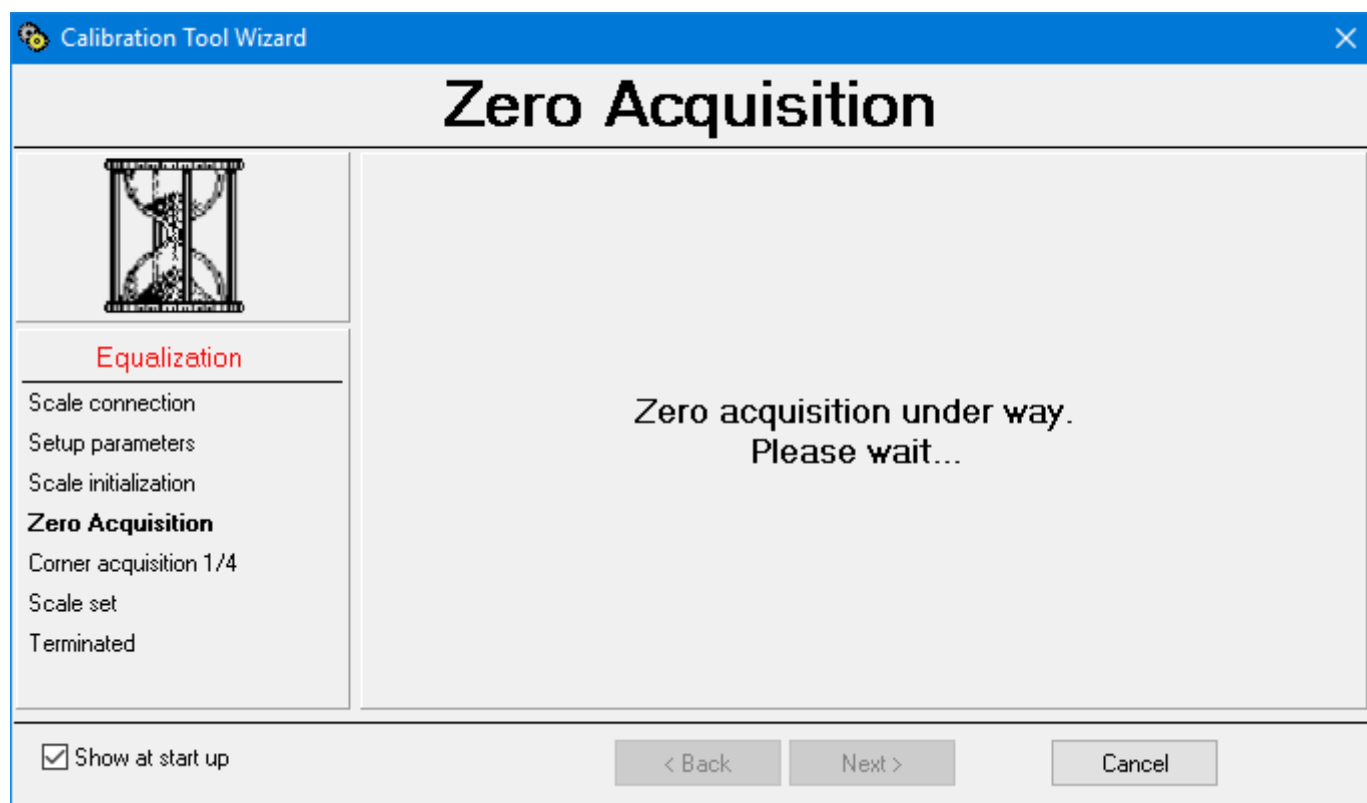 Calibration Tool Wizard
Zero Acquisition
Equalization
Scale connection
Setup parameters
Scale initialization
Zero Acquisition
Corner acquisition 1/4
Scale set
Terminated
Zero acquisition under way.
Please wait...
Show at start up
< Back
Next >
Cancel